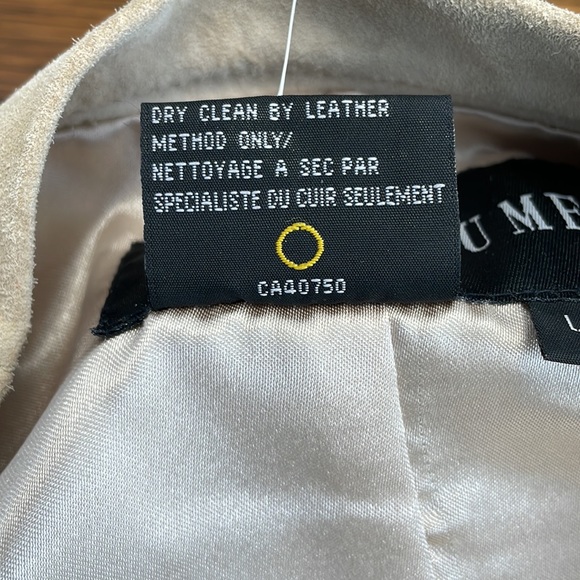 DRY CLEAN BY LEATHER
METHOD ONLY/
NETTOYAGE A SEC PAR
SPECIALISTE DU CUIR SEULEMENT
CA40750